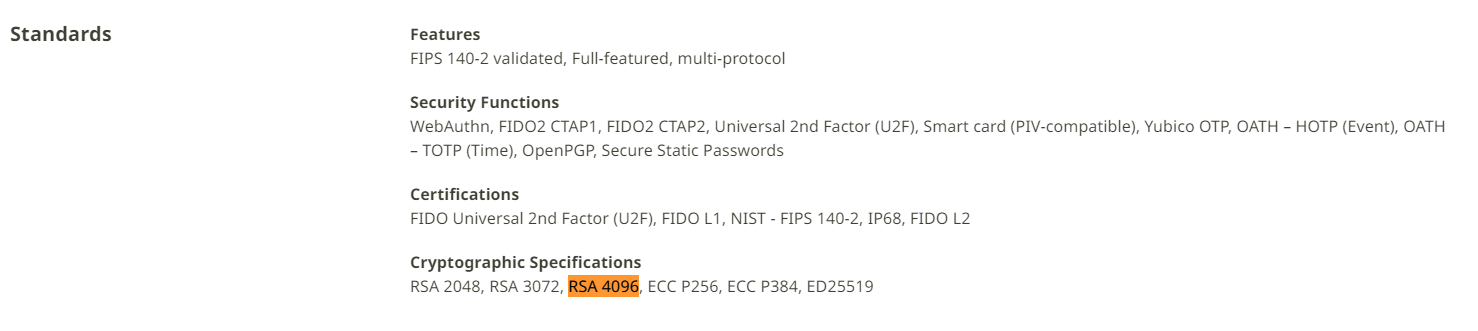 Standards
Features
FIPS 140-2 validated, Full-featured, multi-protocol
Security Functions
WebAuthn, FIDO2 CTAP1, FIDO2 CTAP2, Universal 2nd Factor (U2F), Smart card (PIV-compatible), Yubico OTP, OATH – HOTP (Event), OATH
– TOTP (Time), OpenPGP, Secure Static Passwords
Certifications
FIDO Universal 2nd Factor (U2F), FIDO L1, NIST - FIPS 140-2, IP68, FIDO L2
Cryptographic Specifications
RSA 2048, RSA 3072, RSA 4096, ECC P256, ECC P384, ED25519